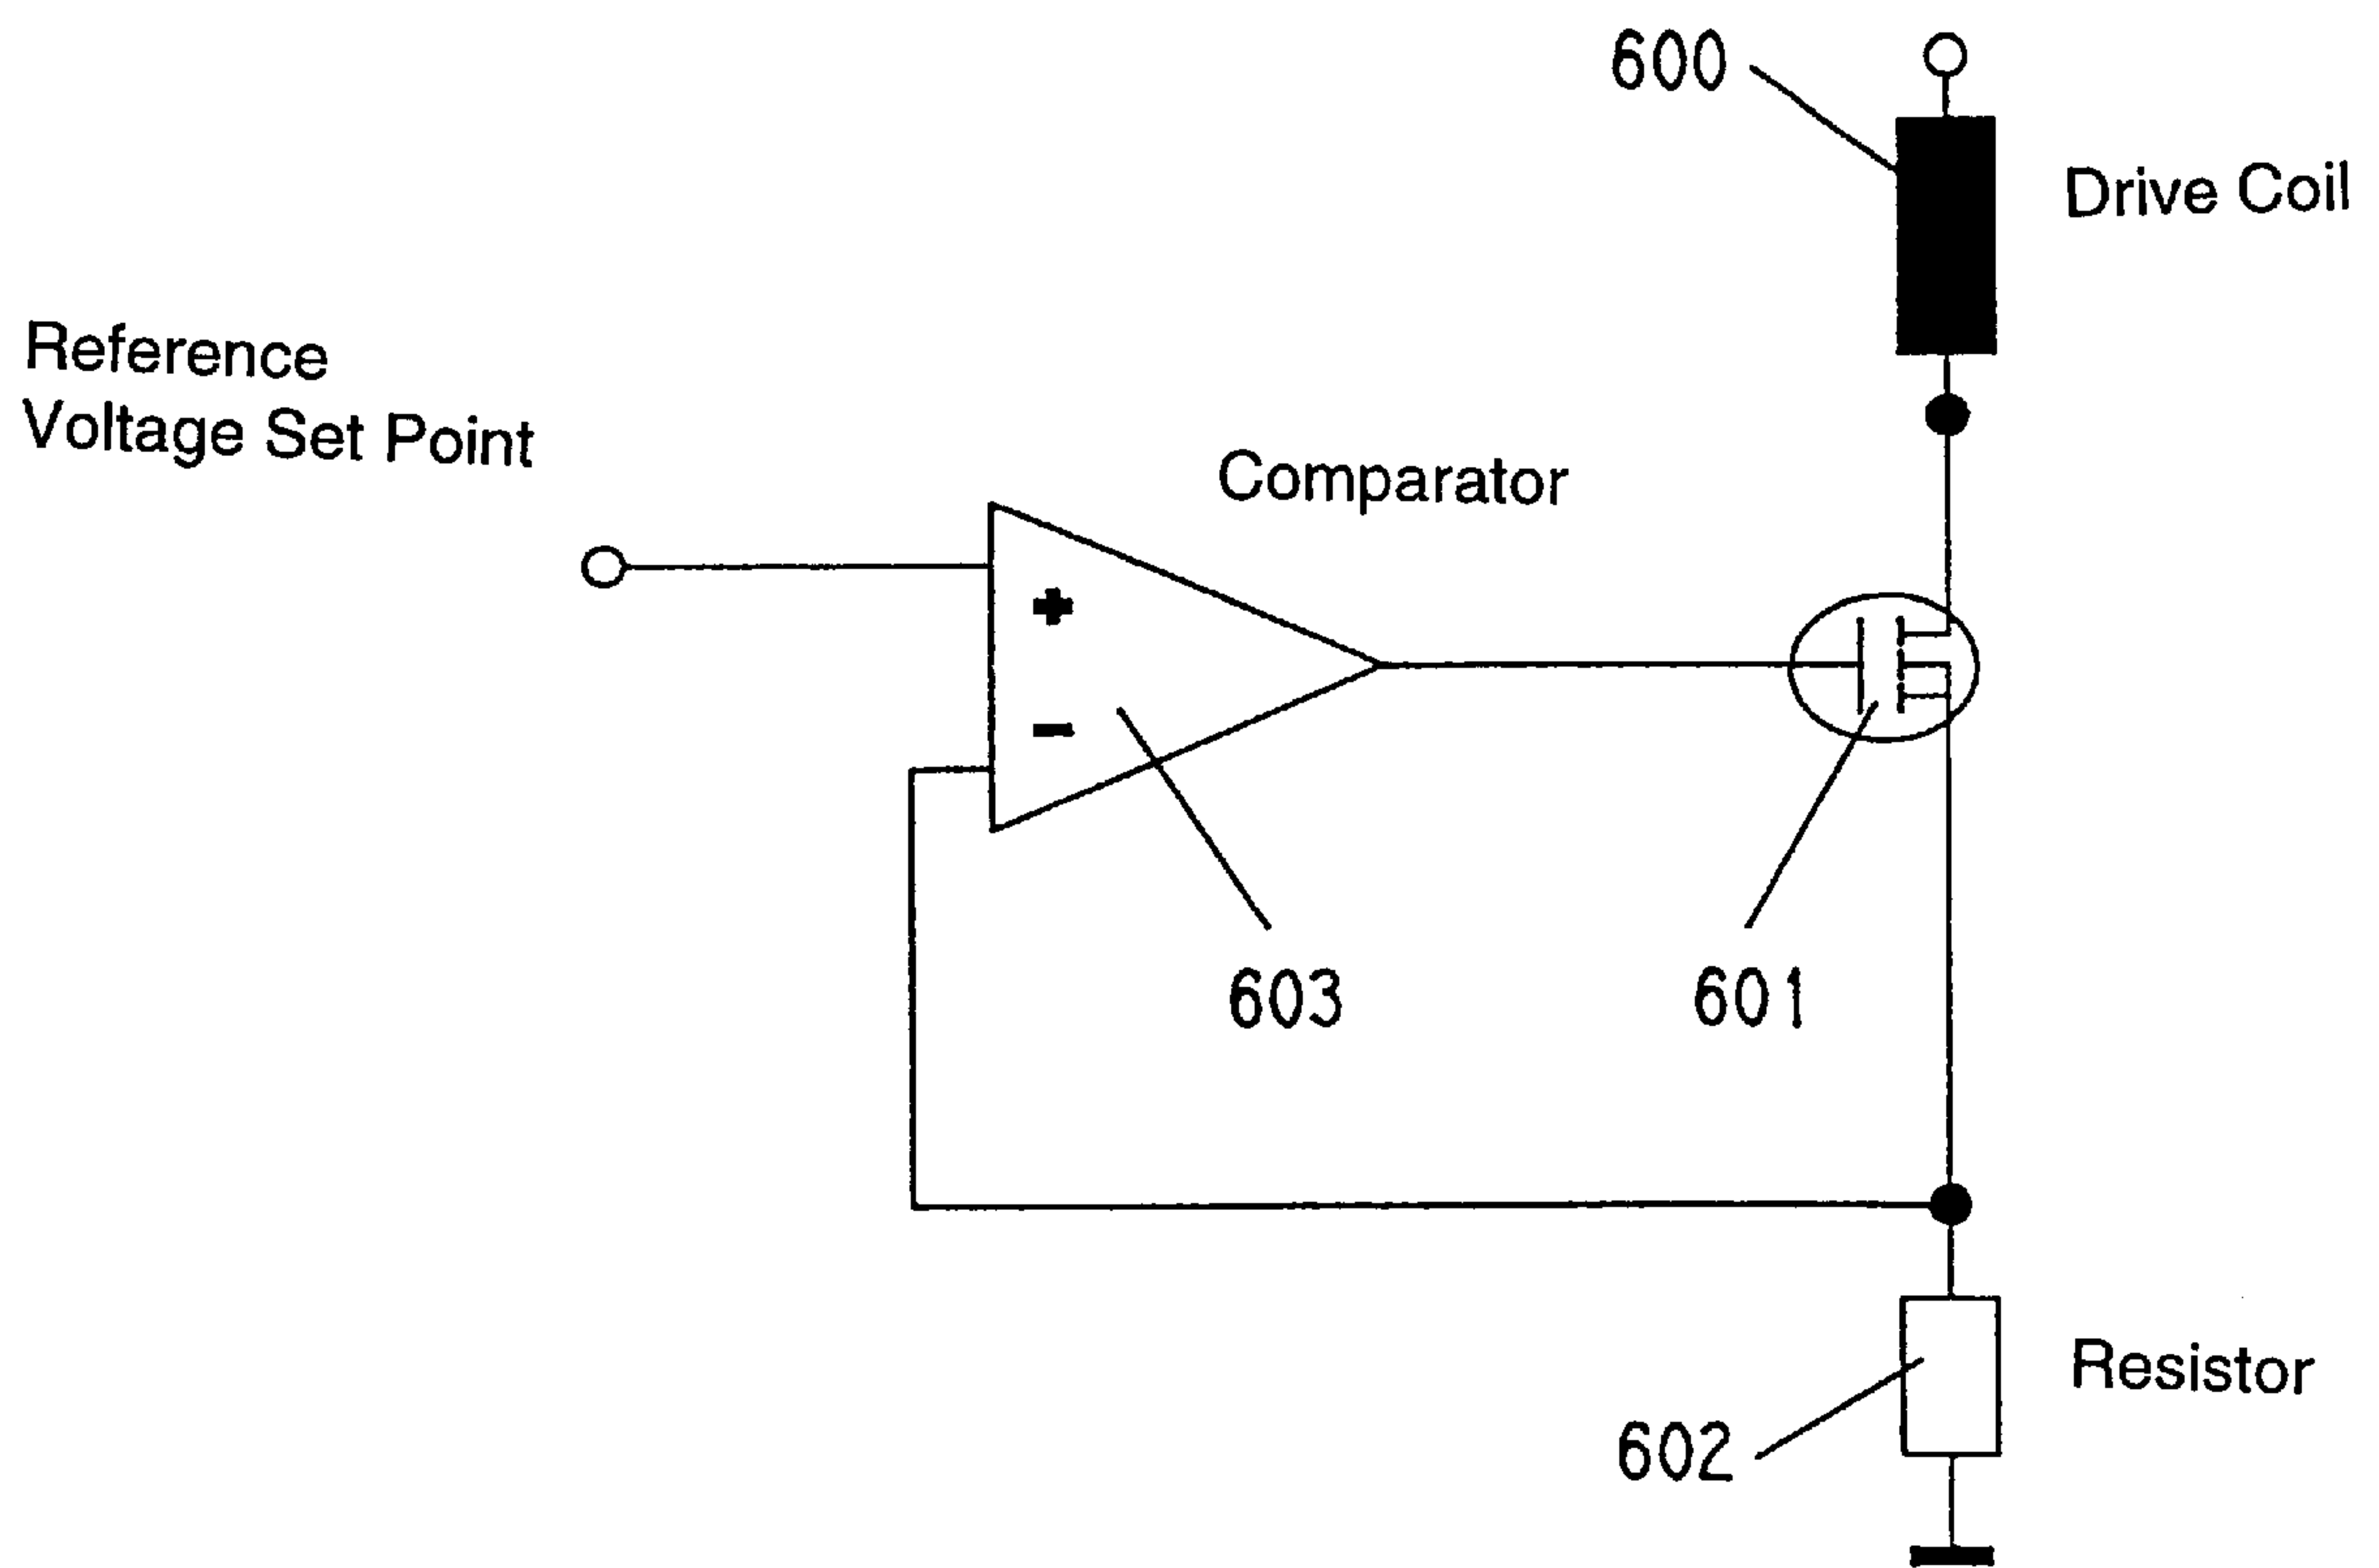 600
Drive Coil
Reference
Voltage Set Point
Comparator
+
-
603
601
Resistor
602